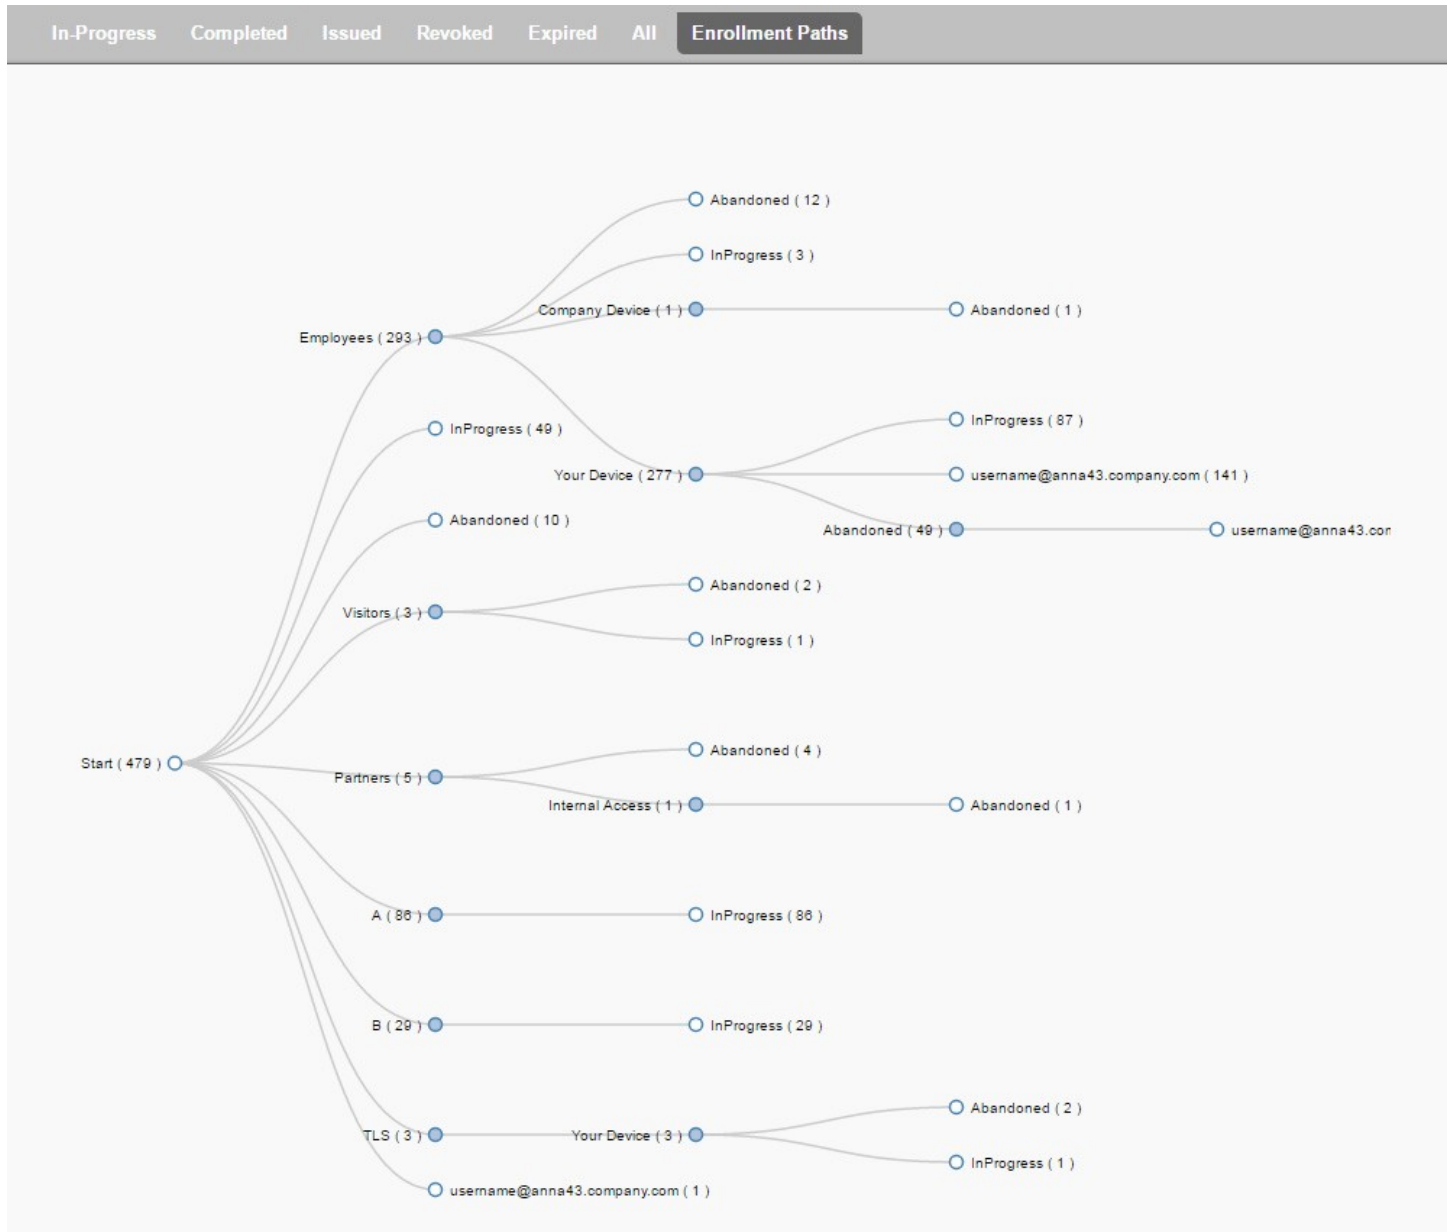 In-Progress Completed Issued Revoked Expired All Enrollment Paths
Abandoned ( 12 )
InProgress ( 3 )
Company Device ( 1 )
Abandoned ( 1 )
Employees ( 293 )
InProgress ( 87 )
InProgress ( 49 )
Your Device ( 277 )
username@anna43.company.com ( 141 )
Abandoned ( 10 )
Abandoned ( 49 )
username@anna43.cor
Abandoned ( 2 )
Visitors ( 3 )
InProgress ( 1 )
Abandoned ( 4 )
Start ( 479 )
Partners ( 5 )
Internal Access ( 1 )
Abandoned ( 1 )
A ( 86 )
InProgress ( 86 )
B ( 29 )
InProgress ( 29 )
Abandoned ( 2 )
TLS ( 3 )
Your Device ( 3 )
InProgress ( 1 )
username@anna43.company.com ( 1 )